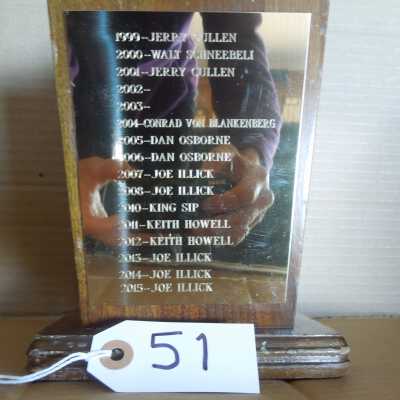 1999--JERRY CULLEN
2000--WALT SCHNEEBELI
2001--JERRY CULLEN
2002--
2003--
2004--CONRAD VON BLANKENBERG
2005--DAN OSBORNE
2006--DAN OSBORNE
2007--JOE ILLICK
2008--JOE ILLICK
2010--KING SIP
2011--KEITH HOWELL
2012--KEITH HOWELL
2013--JOE ILLICK
2014--JOE ILLICK
2015--JOE ILLICK
51